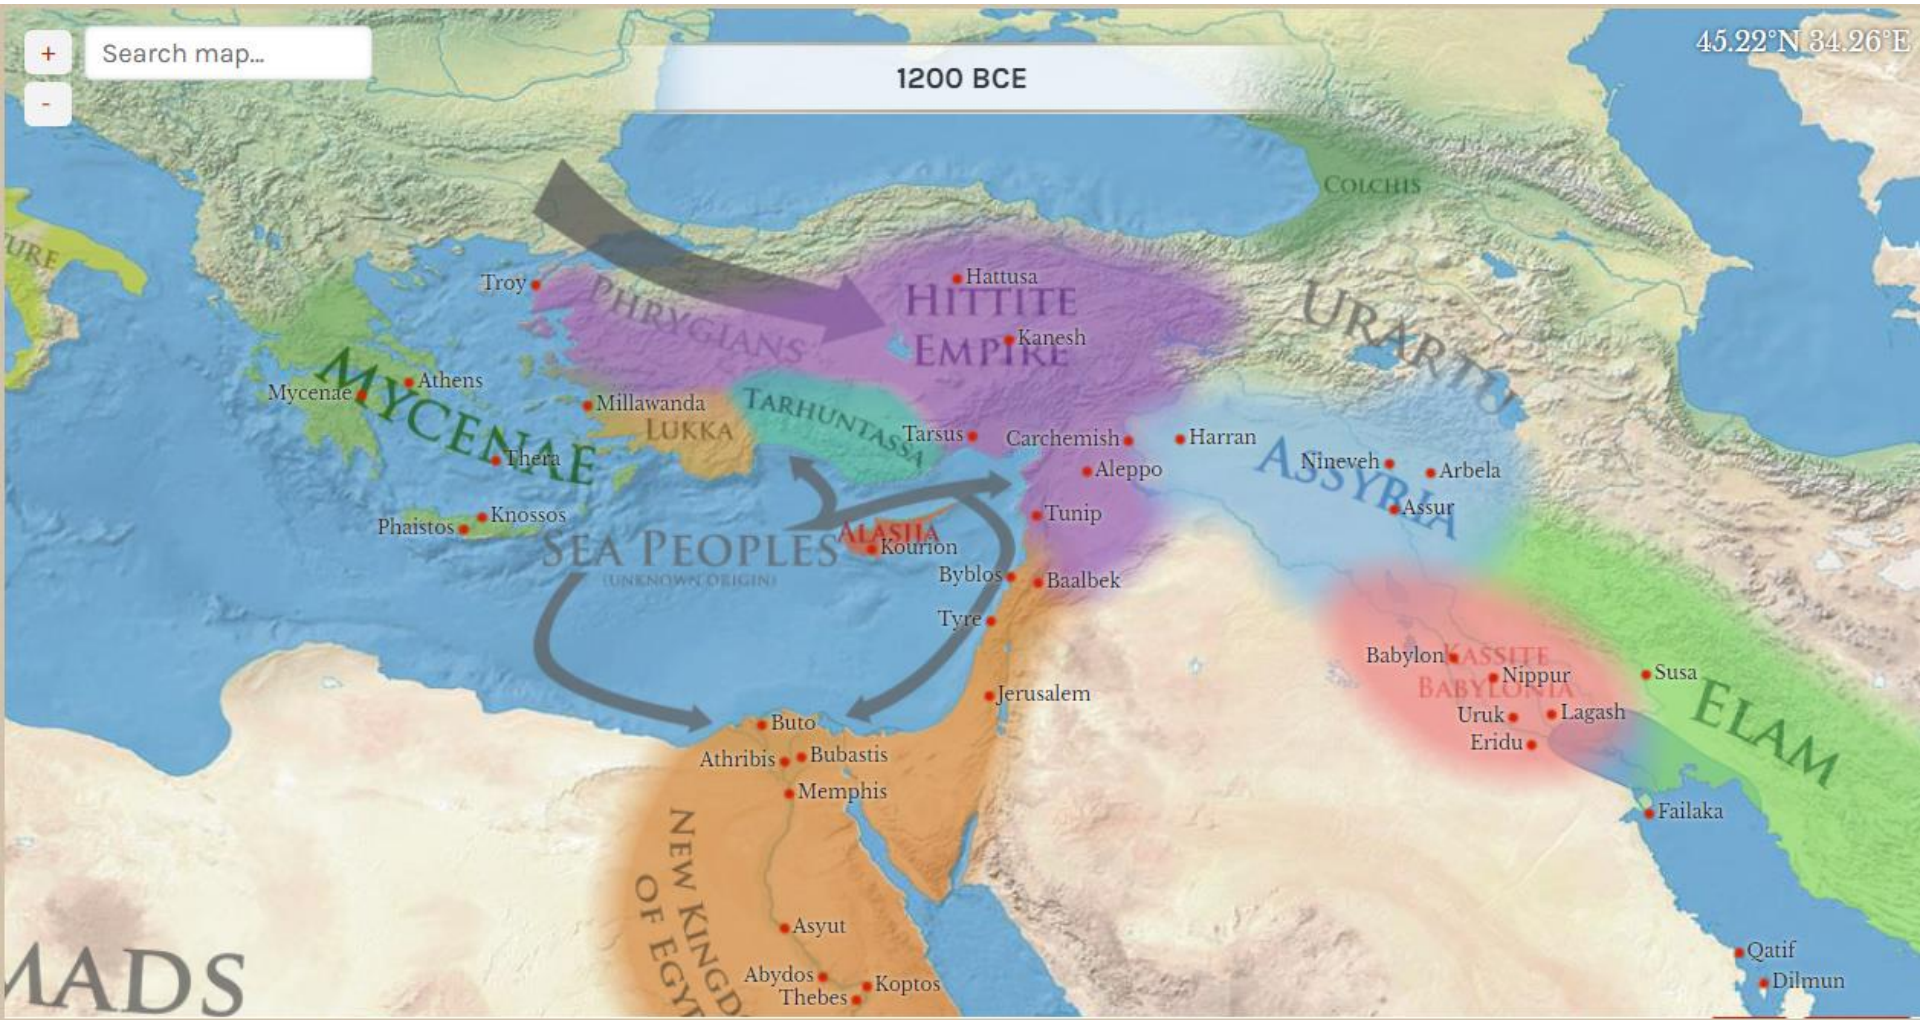 +
Search map...
-
1200 BCE
45.22°N 34.26°E
COLCHIS
URE
Troy
PHRYGIANS
Hattusa
HITTITE
EMPIRE
Kanesh
URARTU
MYCENAE
Athens
Mycenae
Millawanda
LUKKA
TARHUNTASSA
Tarsus
Carchemish
Harran
Aleppo
ASSYRIA
Nineveh
Arbela
Assur
Thera
Knossos
Phaistos
Tunip
SEA PEOPLES
(UNKNOWN ORIGIN)
ALASIJA
Kourion
Byblos
Baalbek
Tyre
Babylon
KASSITE
BABYLONIA
Nippur
Susa
ELAM
Jerusalem
Uruk
Lagash
Eridu
Buto
Athribis
Bubastis
Memphis
Failaka
NEW KINGD
OF EGYPT
Asyut
Abydos
Koptos
Thebes
MADS
Qatif
Dilmun